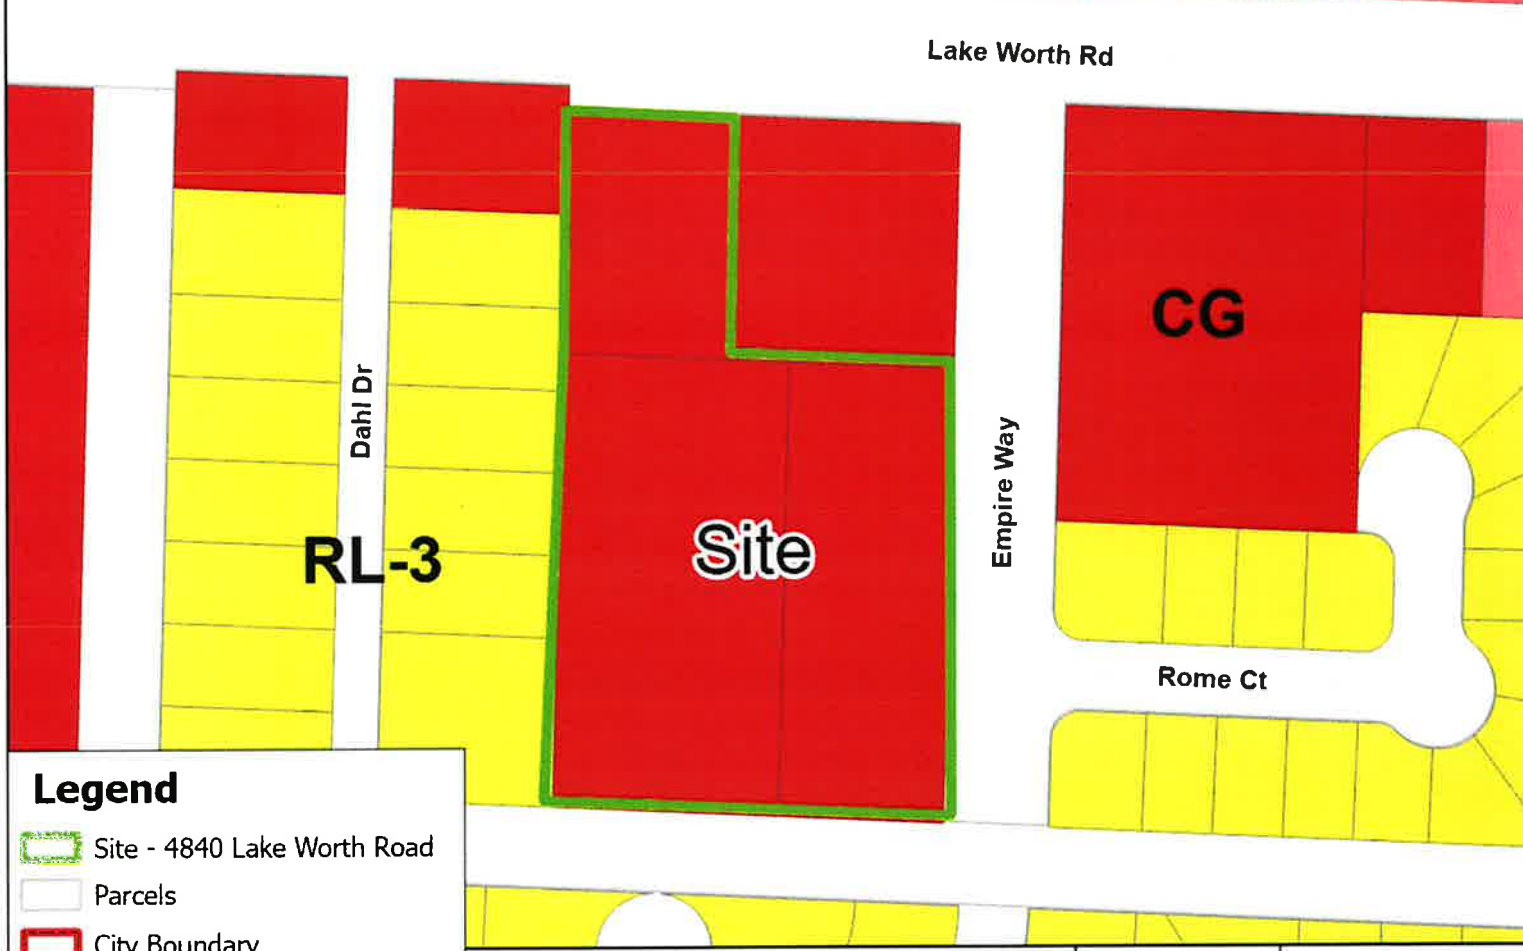 Lake Worth Rd
Dahl Dr
CG
Empire Way
RL-3
Site
Rome Ct
Legend
Site - 4840 Lake Worth Road
Parcels
City Boundary